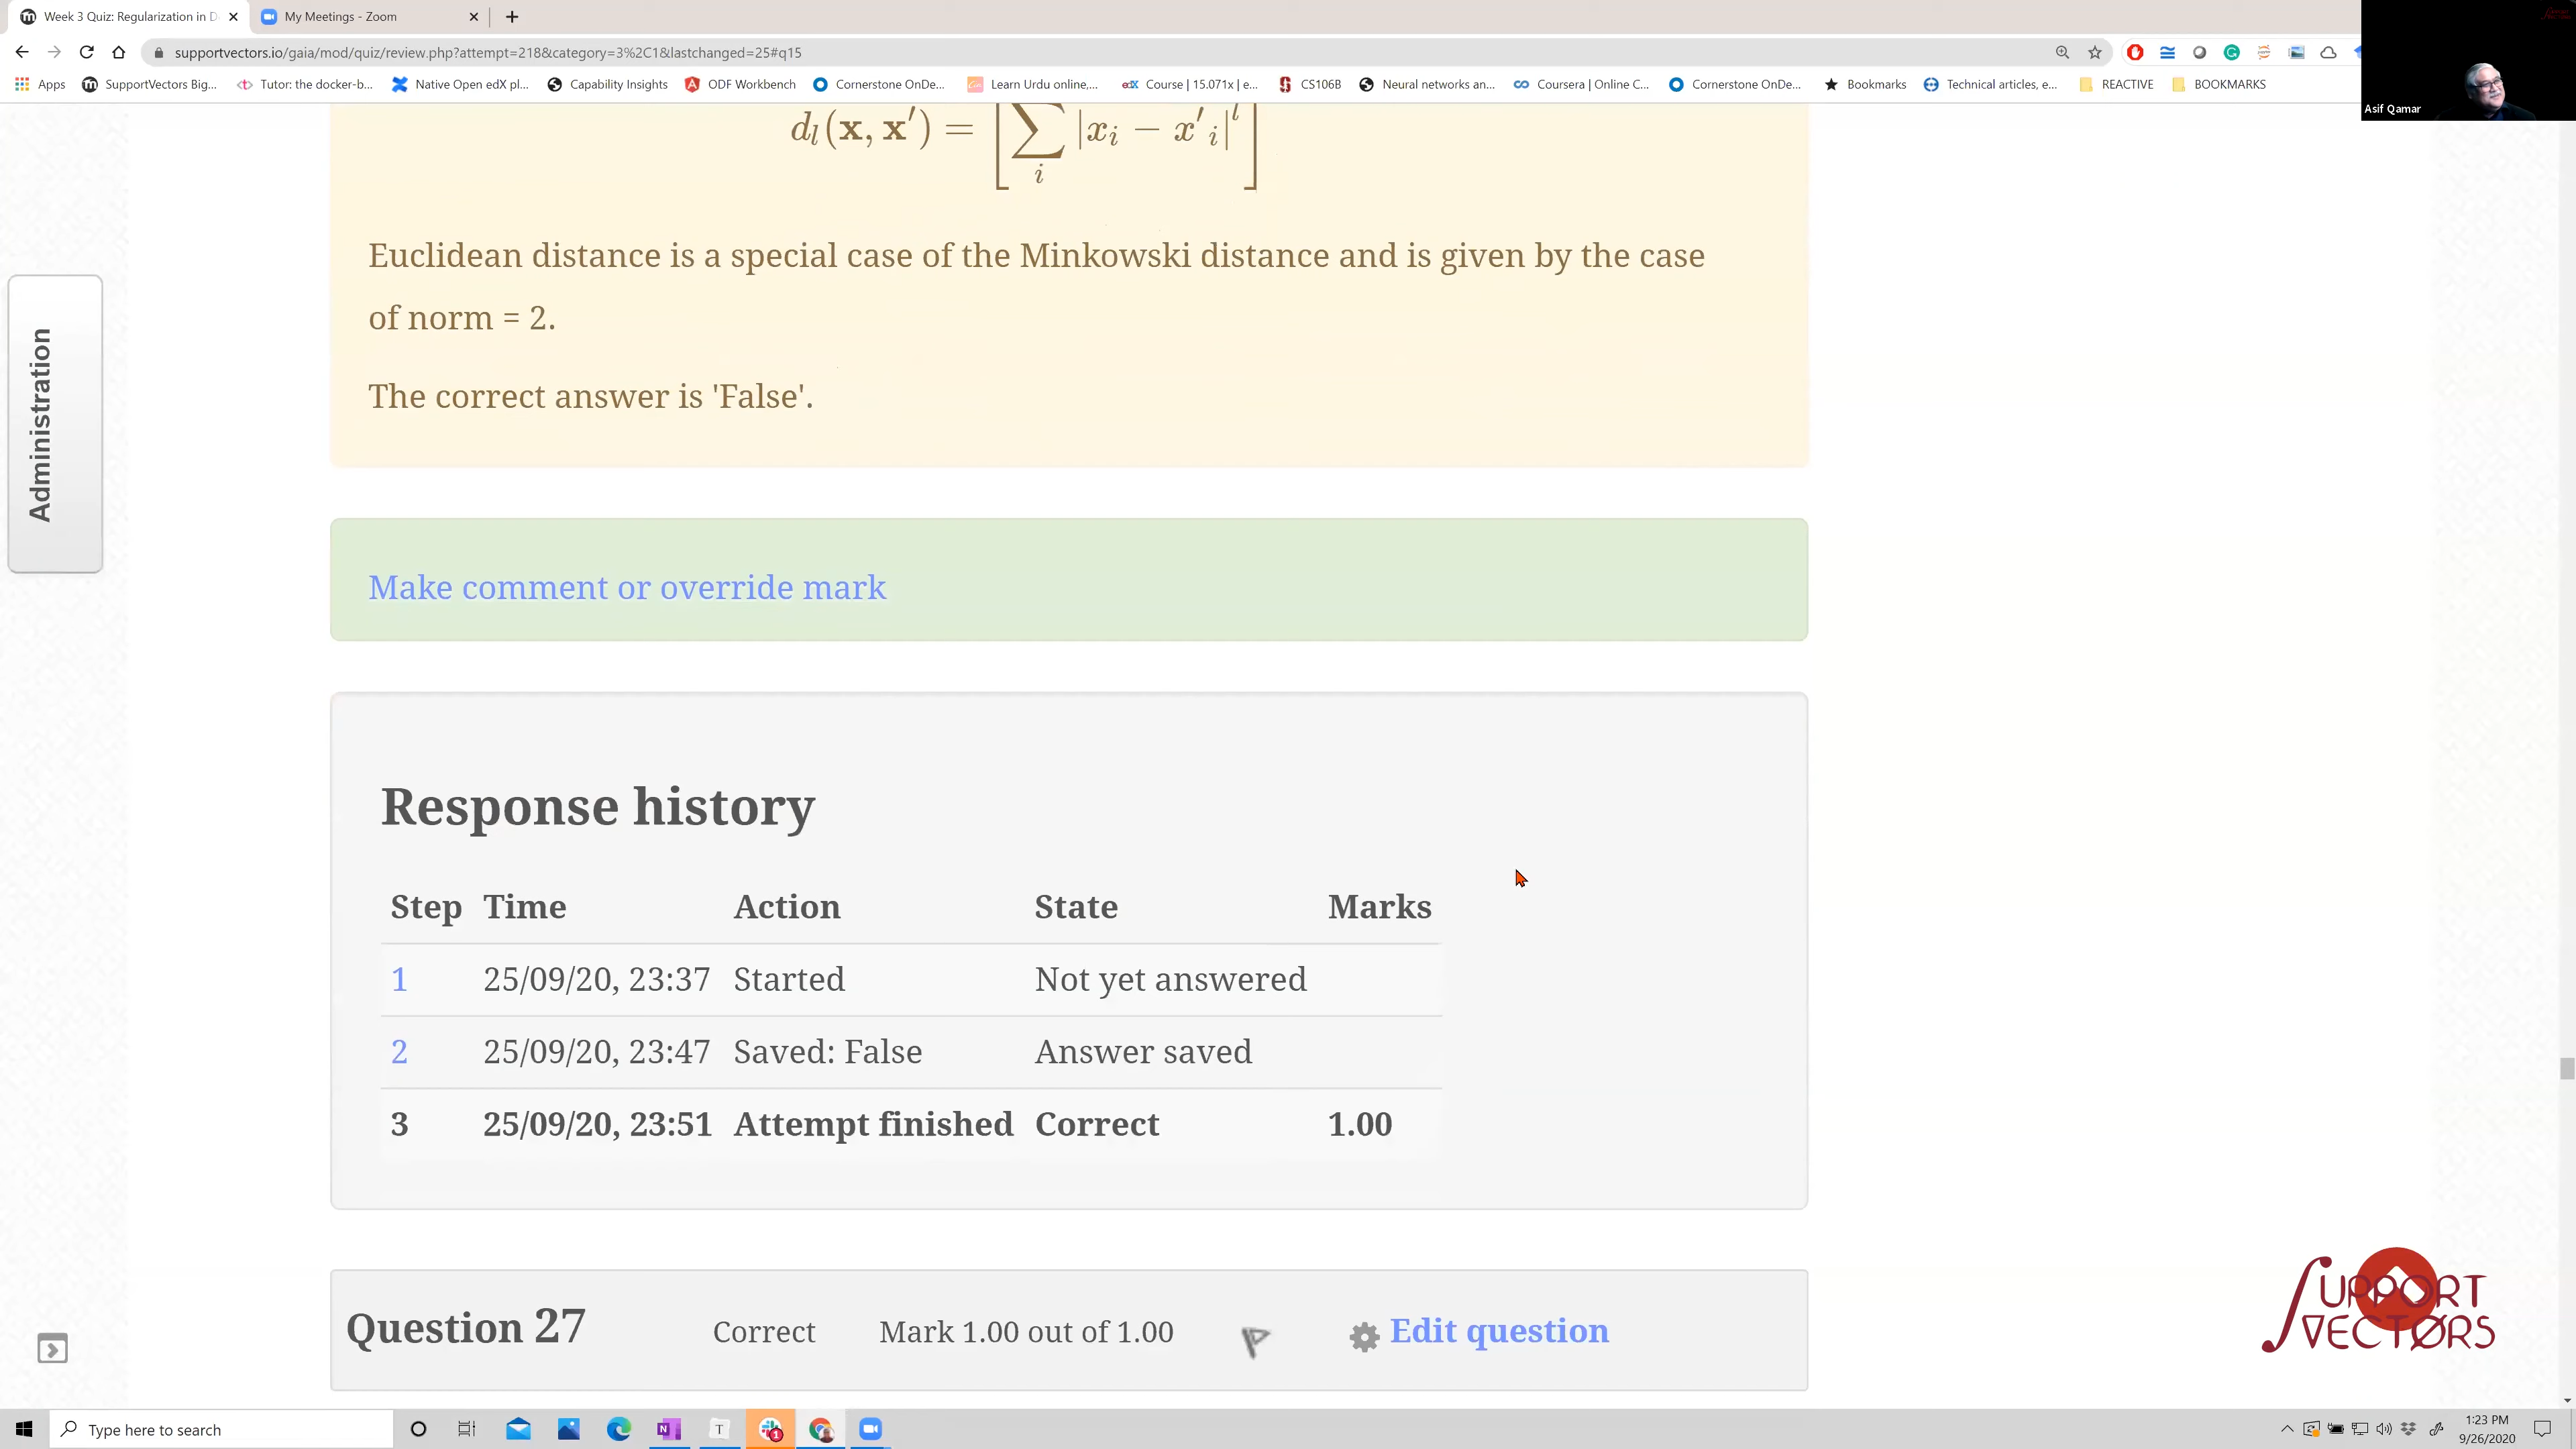 Week 3 Quiz: Regularization in D
My Meetings - Zoom
supportvectors.io/gaia/mod/quiz/review.php?attempt=218&category=3%2C1&lastchanged=25#q15
Apps
SupportVectors Big...
Tutor: the docker-b...
Native Open edX pl...
Capability Insights
ODF Workbench
Cornerstone OnDe...
Learn Urdu online,...
Course | 15.071x | e...
CS106B
Neural networks an...
Coursera | Online C...
Cornerstone OnDe...
Bookmarks
Technical articles, e...
REACTIVE
BOOKMARKS
Asif Qamar
d_l(x, x′) = [∑_i |x_i − x′_i|^l]
Euclidean distance is a special case of the Minkowski distance and is given by the case
of norm = 2.
The correct answer is 'False'.
Administration
Make comment or override mark
Response history
Step Time Action State Marks
1 25/09/20, 23:37 Started Not yet answered
2 25/09/20, 23:47 Saved: False Answer saved
3 25/09/20, 23:51 Attempt finished Correct 1.00
Question 27 Correct Mark 1.00 out of 1.00 Edit question
SUPPORT
VECTORS
Type here to search
1:23 PM
9/26/2020